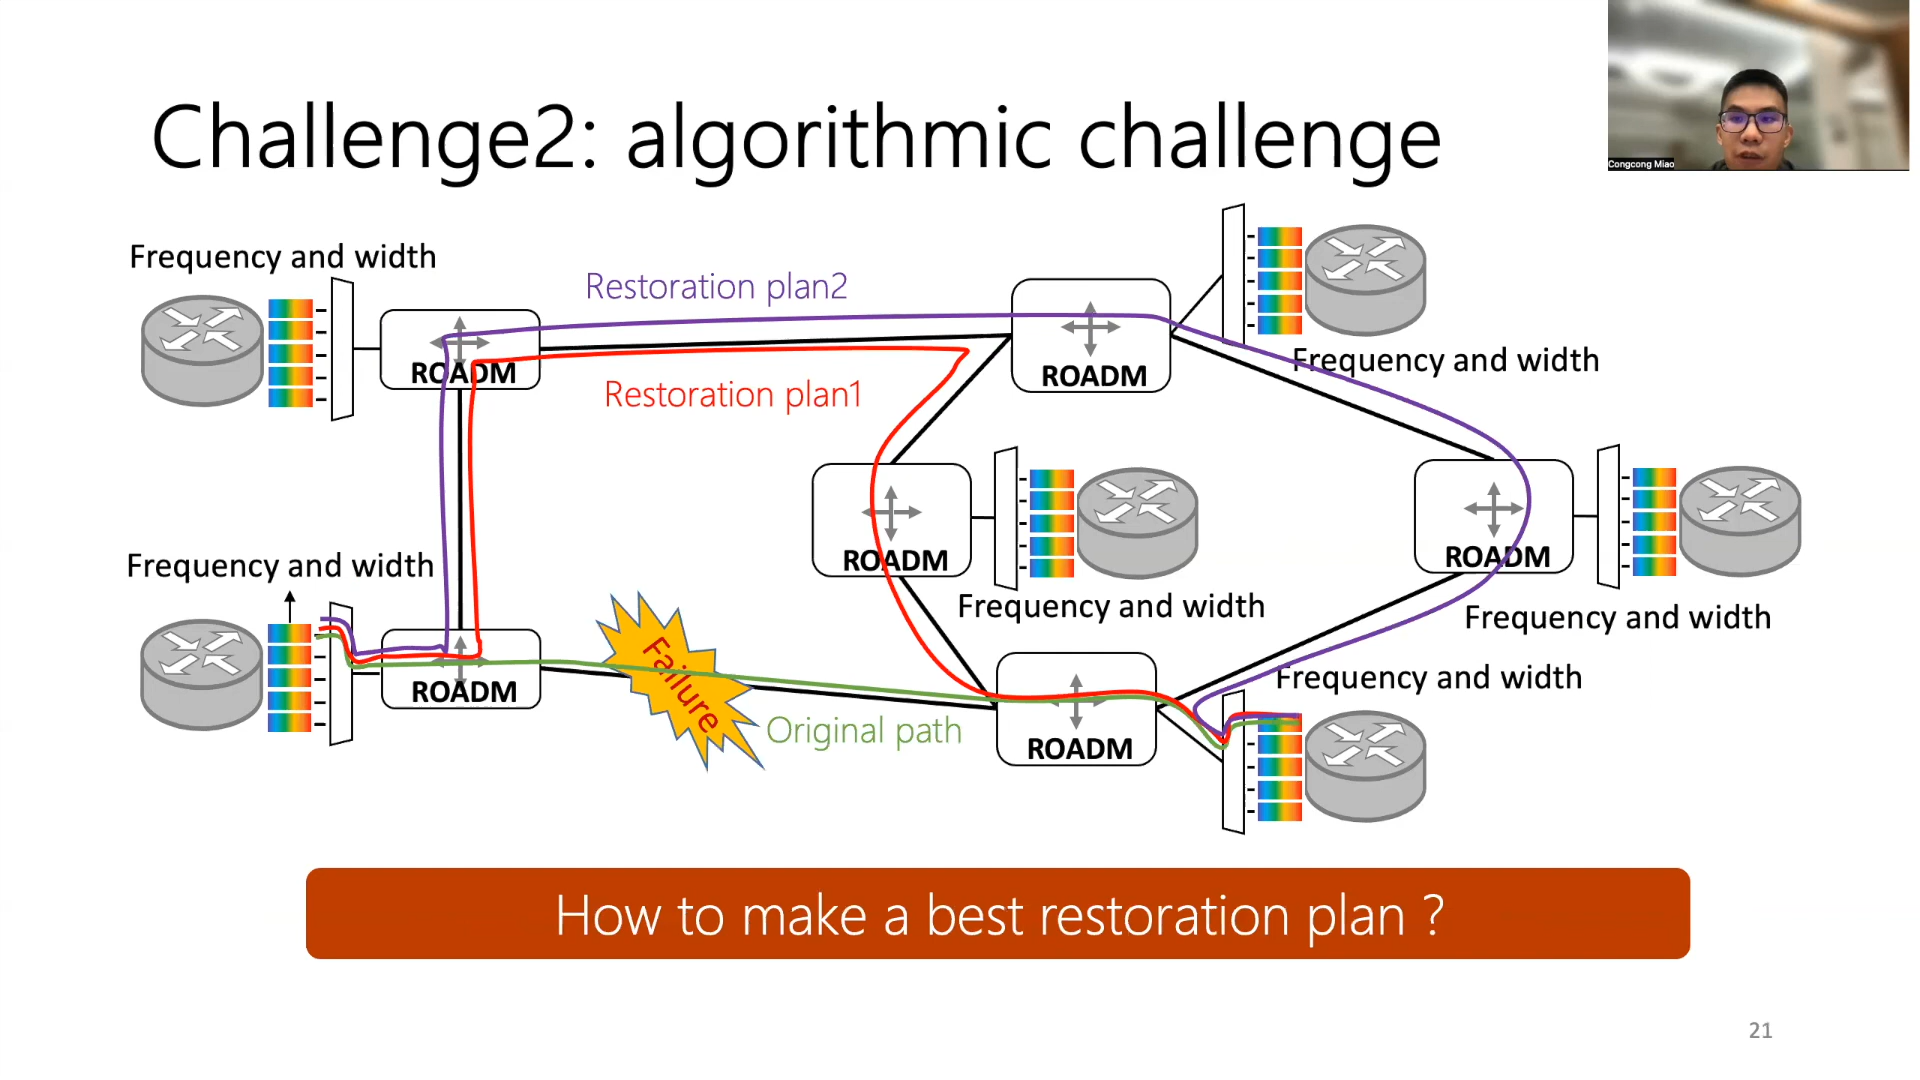 Challenge2: algorithmic challenge
Congcong Miao
Frequency and width
Restoration plan2
ROADM
ROADM
Frequency and width
Restoration plan1
ROADM
Frequency and width
ROADM
Frequency and width
Frequency and width
ROADM
Failure
Original path
Frequency and width
ROADM
How to make a best restoration plan ?
21